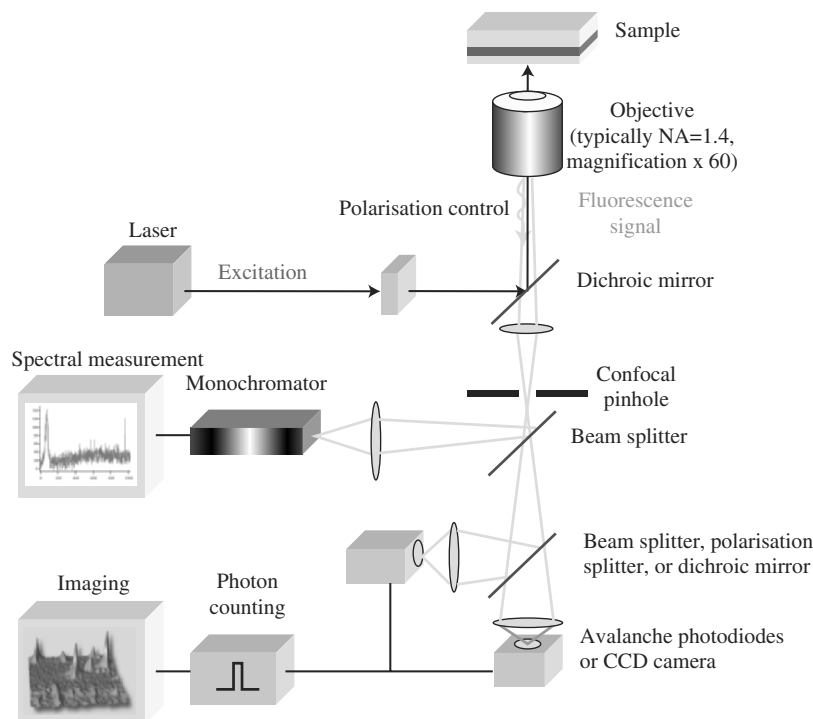 Sample
Objective
(typically NA=1.4,
magnification x 60)
Polarisation control
Fluorescence
signal
Laser
Excitation
Dichroic mirror
Spectral measurement
Monochromator
Confocal
pinhole
Beam splitter
Beam splitter, polarisation
splitter, or dichroic mirror
Imaging
Photon
counting
Avalanche photodiodes
or CCD camera